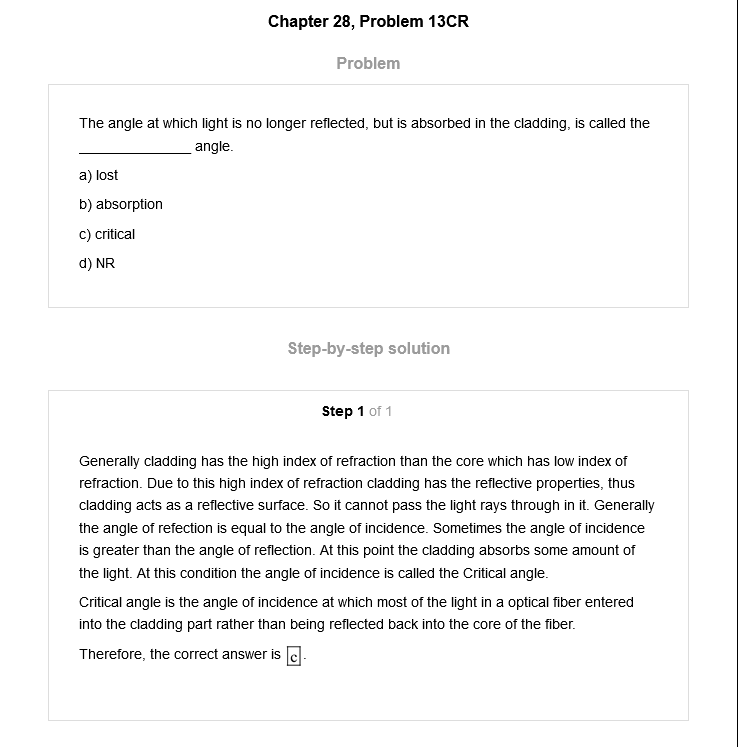 Chapter 28, Problem 13CR
Problem
The angle at which light is no longer reflected, but is absorbed in the cladding, is called the
_______________ angle.
a) lost
b) absorption
c) critical
d) NR
Step-by-step solution
Step 1 of 1
Generally cladding has the high index of refraction than the core which has low index of
refraction. Due to this high index of refraction cladding has the reflective properties, thus
cladding acts as a reflective surface. So it cannot pass the light rays through in it. Generally
the angle of refection is equal to the angle of incidence. Sometimes the angle of incidence
is greater than the angle of reflection. At this point the cladding absorbs some amount of
the light. At this condition the angle of incidence is called the Critical angle.
Critical angle is the angle of incidence at which most of the light in a optical fiber entered
into the cladding part rather than being reflected back into the core of the fiber.
Therefore, the correct answer is c.